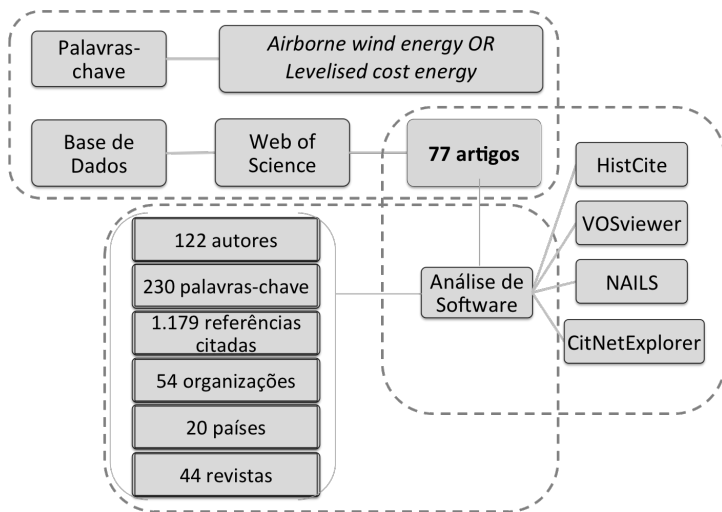 Palavras-
chave
Airborne wind energy OR
Levelised cost energy
Base de
Dados
Web of
Science
77 artigos
HistCite
VOSviewer
NAILS
CitNetExplorer
Análise de
Software
122 autores
230 palavras-chave
1.179 referências
citadas
54 organizações
20 países
44 revistas